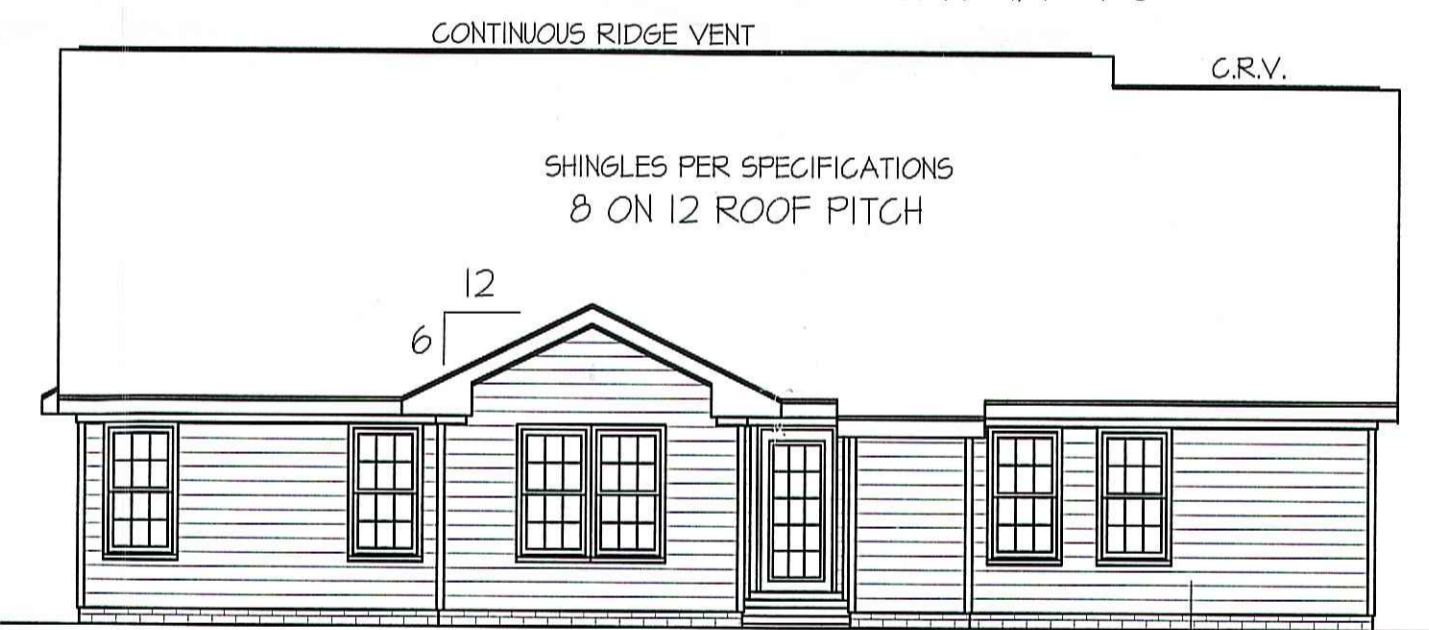 CONTINUOUS RIDGE VENT
C.R.V.
SHINGLES PER SPECIFICATIONS
8 ON 12 ROOF PITCH
12
6